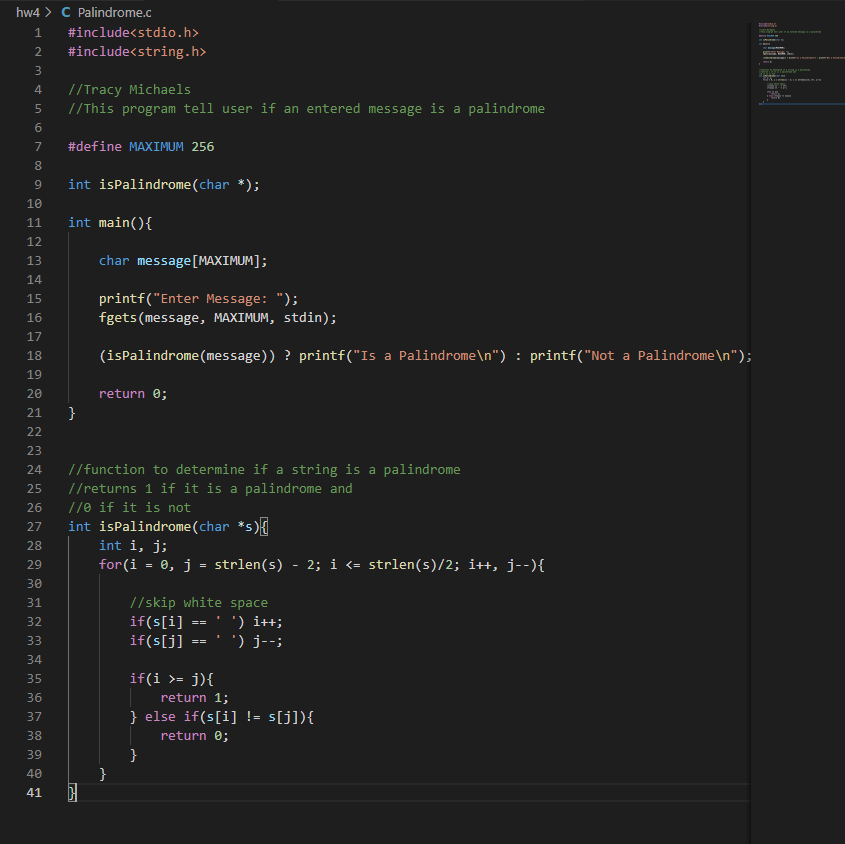 hw4 > C Palindrome.c
1 #include<stdio.h>
2 #include<string.h>
3
4 //Tracy Michaels
5 //This program tell user if an entered message is a palindrome
6
7 #define MAXIMUM 256
8
9 int isPalindrome(char *);
10
11 int main(){
12
13     char message[MAXIMUM];
14
15     printf("Enter Message: ");
16     fgets(message, MAXIMUM, stdin);
17
18     (isPalindrome(message)) ? printf("Is a Palindrome\n") : printf("Not a Palindrome\n");
19
20     return 0;
21 }
22
23
24 //function to determine if a string is a palindrome
25 //returns 1 if it is a palindrome and
26 //0 if it is not
27 int isPalindrome(char *s){
28     int i, j;
29     for(i = 0, j = strlen(s) - 2; i <= strlen(s)/2; i++, j--){
30
31         //skip white space
32         if(s[i] == ' ') i++;
33         if(s[j] == ' ') j--;
34
35         if(i >= j){
36             return 1;
37         } else if(s[i] != s[j]){
38             return 0;
39         }
40     }
41 }